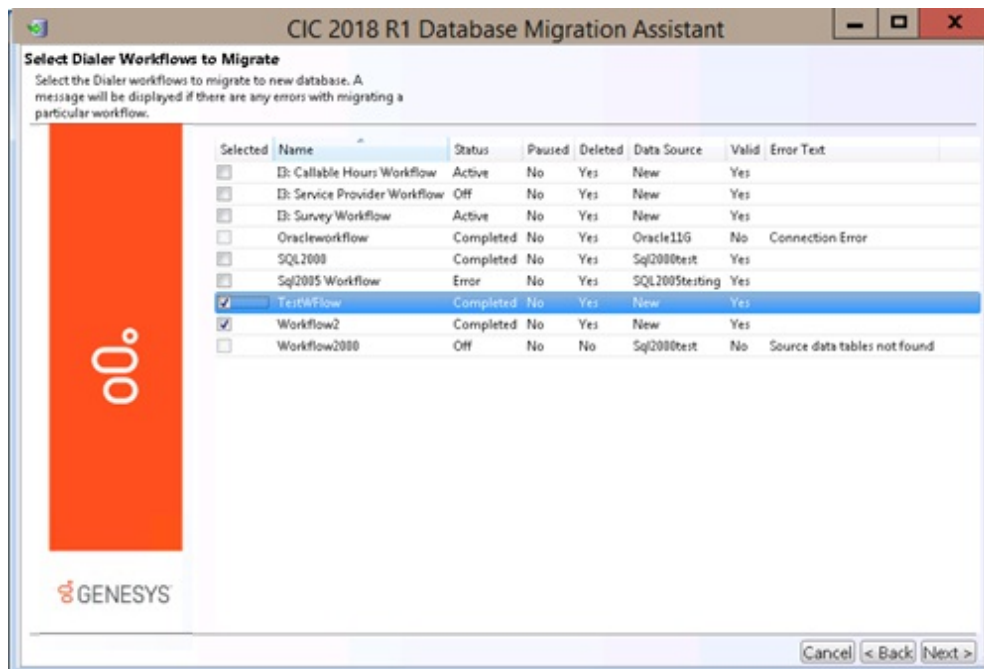 CIC 2018 R1 Database Migration Assistant
Select Dialer Workflows to Migrate
Select the Dialer workflows to migrate to new database. A
message will be displayed if there are any errors with migrating a
particular workflow.
Selected Name Status Paused Deleted Data Source Valid Error Text
I3: Callable Hours Workflow Active No Yes New Yes
I3: Service Provider Workflow Off No Yes New Yes
I3: Survey Workflow Active No Yes New Yes
Oracleworkflow Completed No Yes Oracle11G No Connection Error
SQL2000 Completed No Yes Sql2000test Yes
Sql2005 Workflow Error No Yes SQL2005testing Yes
TestWFlow Completed No Yes New Yes
Workflow2 Completed No Yes New Yes
Workflow2000 Off No No Sql2000test No Source data tables not found
GENESYS
Cancel < Back Next >